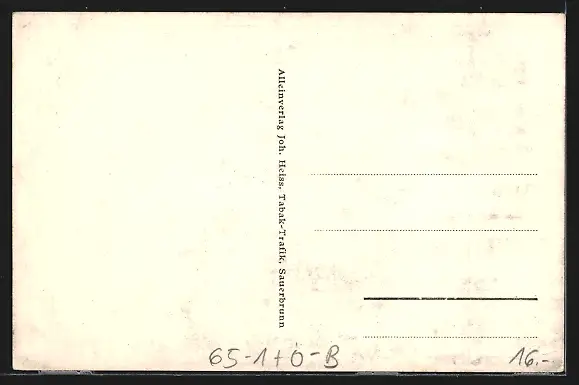 Alleinverlag Joh. Heiss, Tabak-Trafik, Sauerbrunn
65-1+0-B
16.-